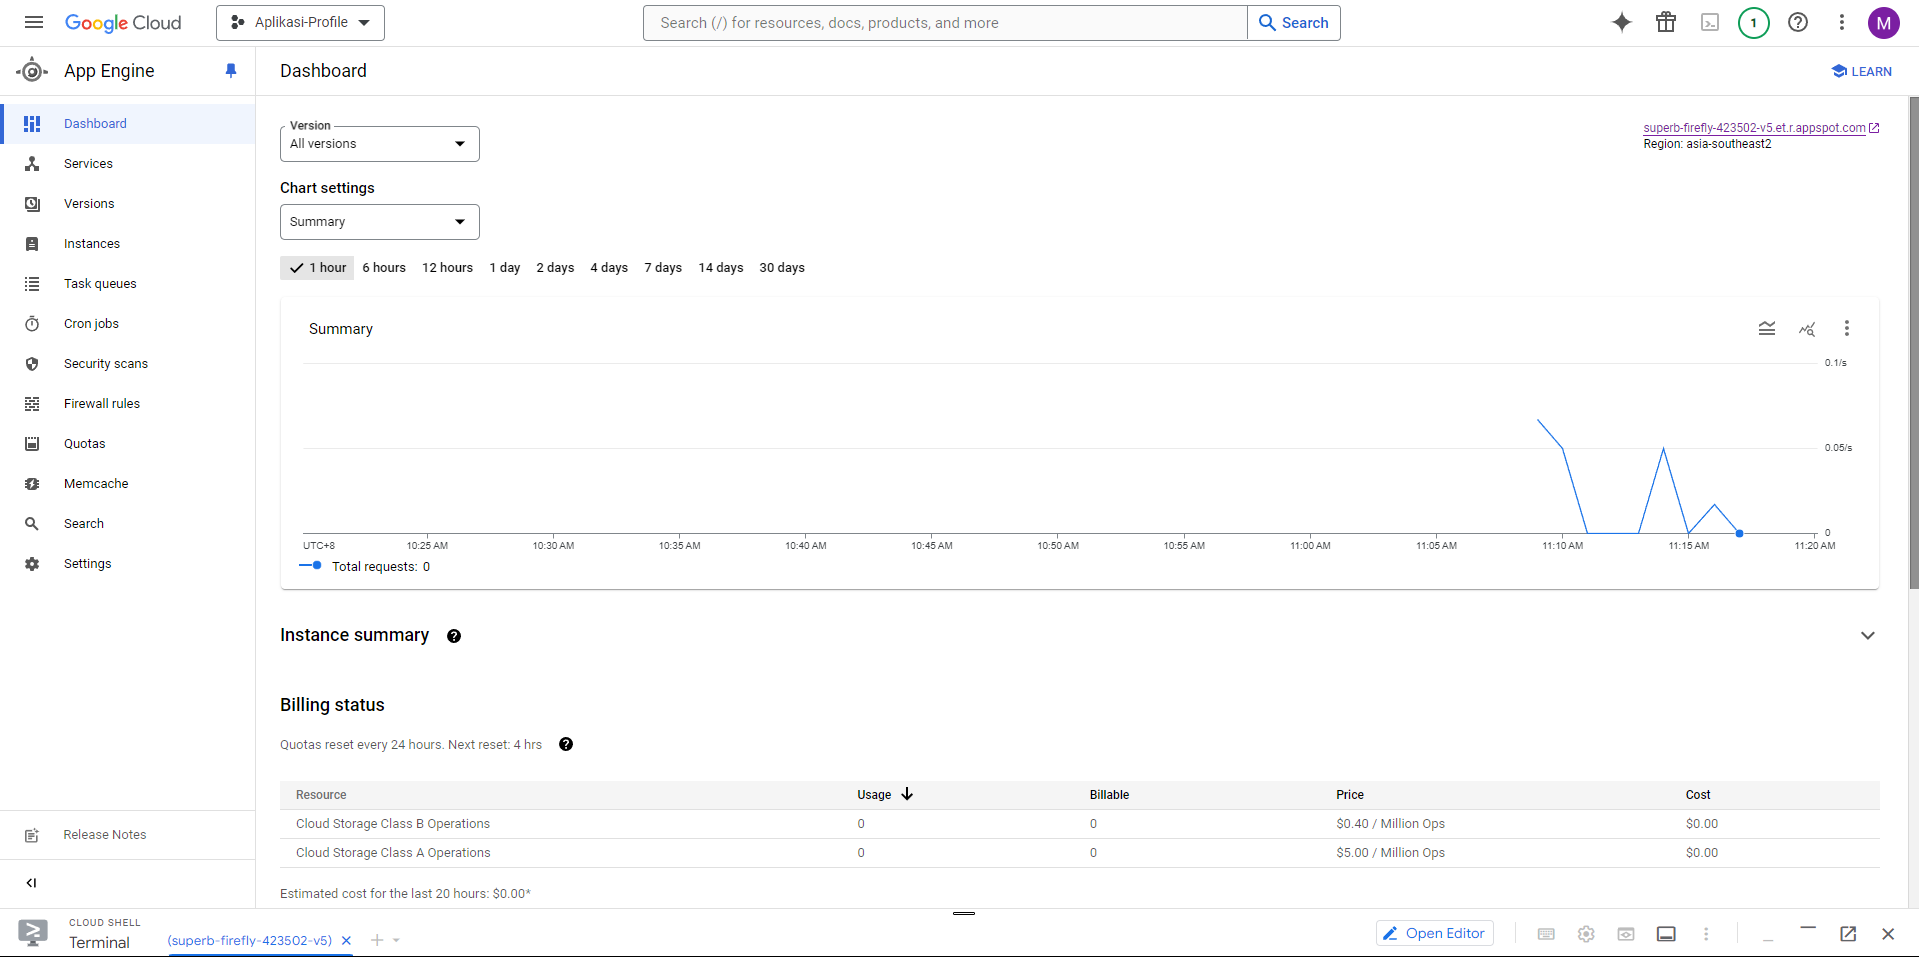 Google Cloud
Aplikasi-Profile
Search (/) for resources, docs, products, and more
Search
1
M
App Engine
Dashboard
LEARN
Dashboard
Services
Versions
Instances
Task queues
Cron jobs
Security scans
Firewall rules
Quotas
Memcache
Search
Settings
Release Notes
Version
All versions
superb-firefly-423502-v5.et.r.appspot.com
Region: asia-southeast2
Chart settings
Summary
1 hour 6 hours 12 hours 1 day 2 days 4 days 7 days 14 days 30 days
Summary
0.1/s
0.05/s
0
UTC+8 10:25 AM 10:30 AM 10:35 AM 10:40 AM 10:45 AM 10:50 AM 10:55 AM 11:00 AM 11:05 AM 11:10 AM 11:15 AM 11:20 AM
Total requests: 0
Instance summary
Billing status
Quotas reset every 24 hours. Next reset: 4 hrs
Resource Usage Billable Price Cost
Cloud Storage Class B Operations 0 0 $0.40 / Million Ops $0.00
Cloud Storage Class A Operations 0 0 $5.00 / Million Ops $0.00
Estimated cost for the last 20 hours: $0.00*
CLOUD SHELL
Terminal
(superb-firefly-423502-v5)
Open Editor